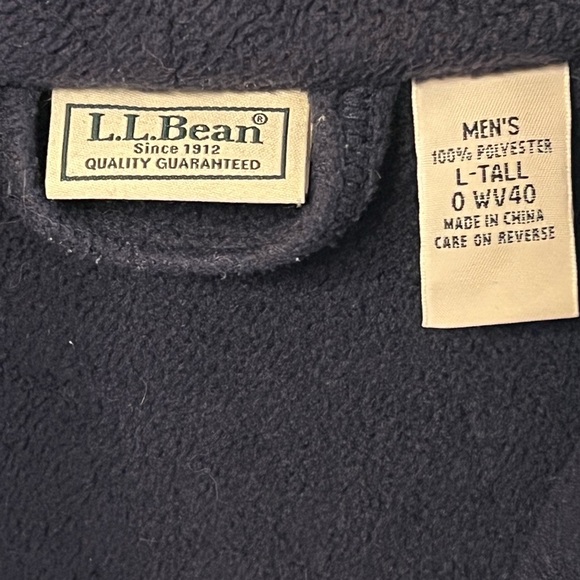 L.L.Bean®
Since 1912
QUALITY GUARANTEED
MEN'S
100% POLYESTER
L-TALL
0 WV40
MADE IN CHINA
CARE ON REVERSE